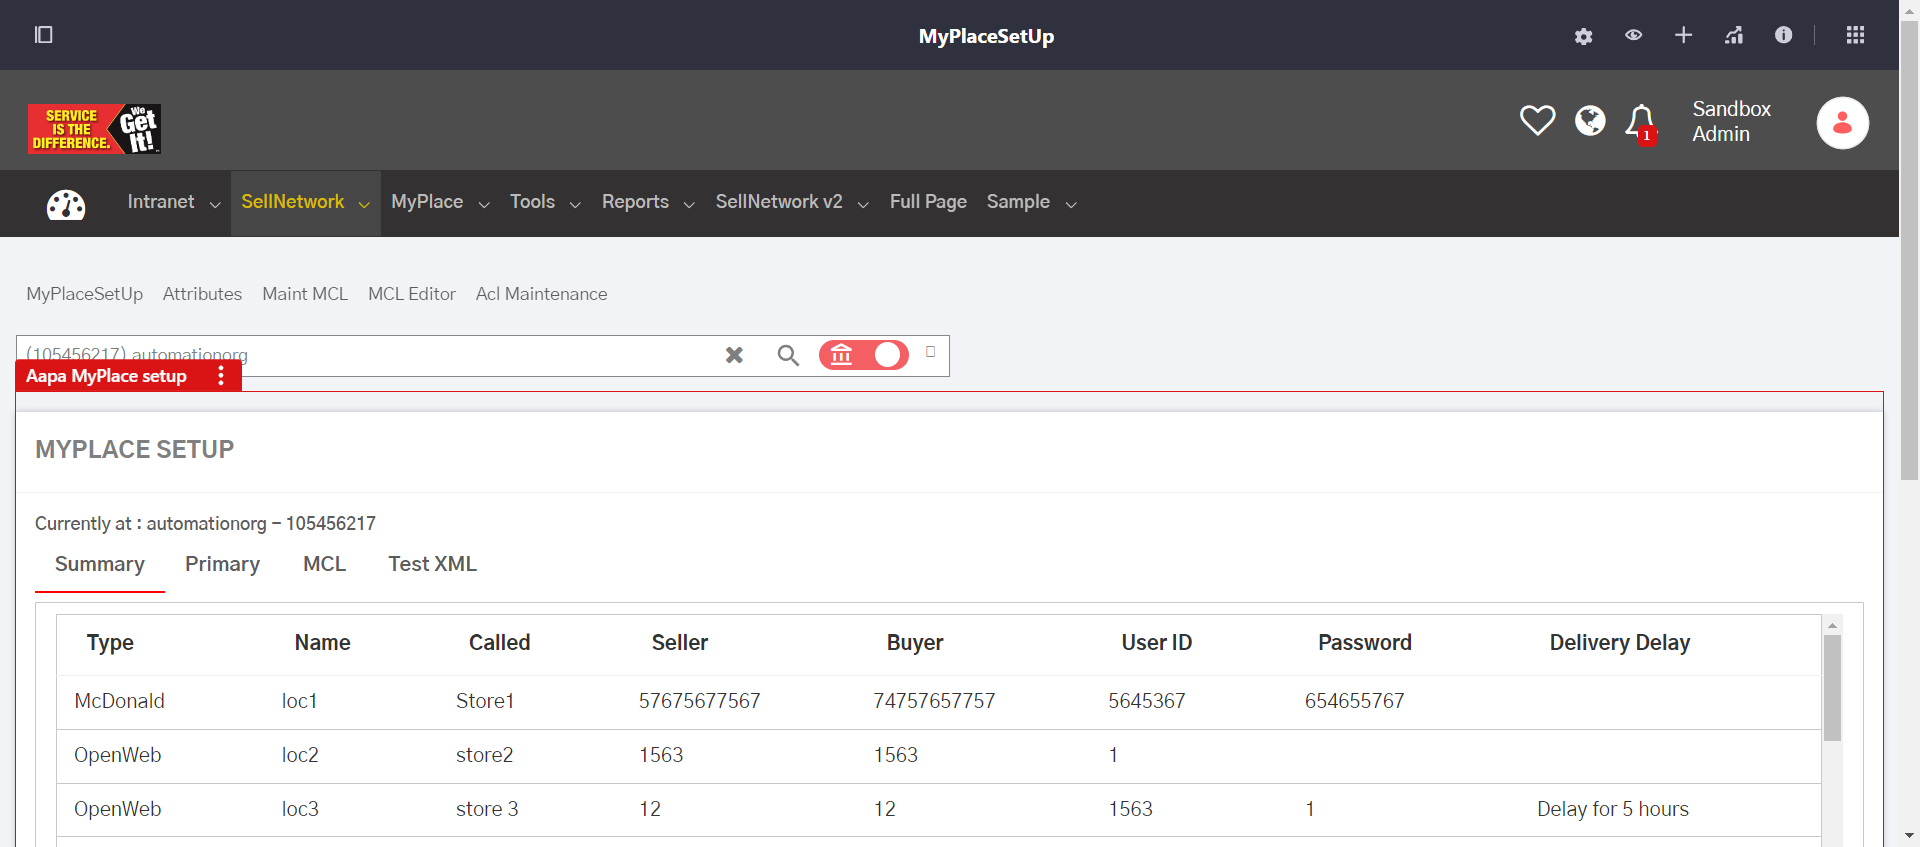 MyPlaceSetUp
SERVICE IS THE DIFFERENCE. We Get It!
1
Sandbox Admin
Intranet SellNetwork MyPlace Tools Reports SellNetwork v2 Full Page Sample
MyPlaceSetUp Attributes Maint MCL MCL Editor Acl Maintenance
(105456217) automationorg
Aapa MyPlace setup
MYPLACE SETUP
Currently at : automationorg - 105456217
Summary Primary MCL Test XML
Type Name Called Seller Buyer User ID Password Delivery Delay
McDonald loc1 Store1 57675677567 74757657757 5645367 654655767
OpenWeb loc2 store2 1563 1563 1
OpenWeb loc3 store 3 12 12 1563 1 Delay for 5 hours